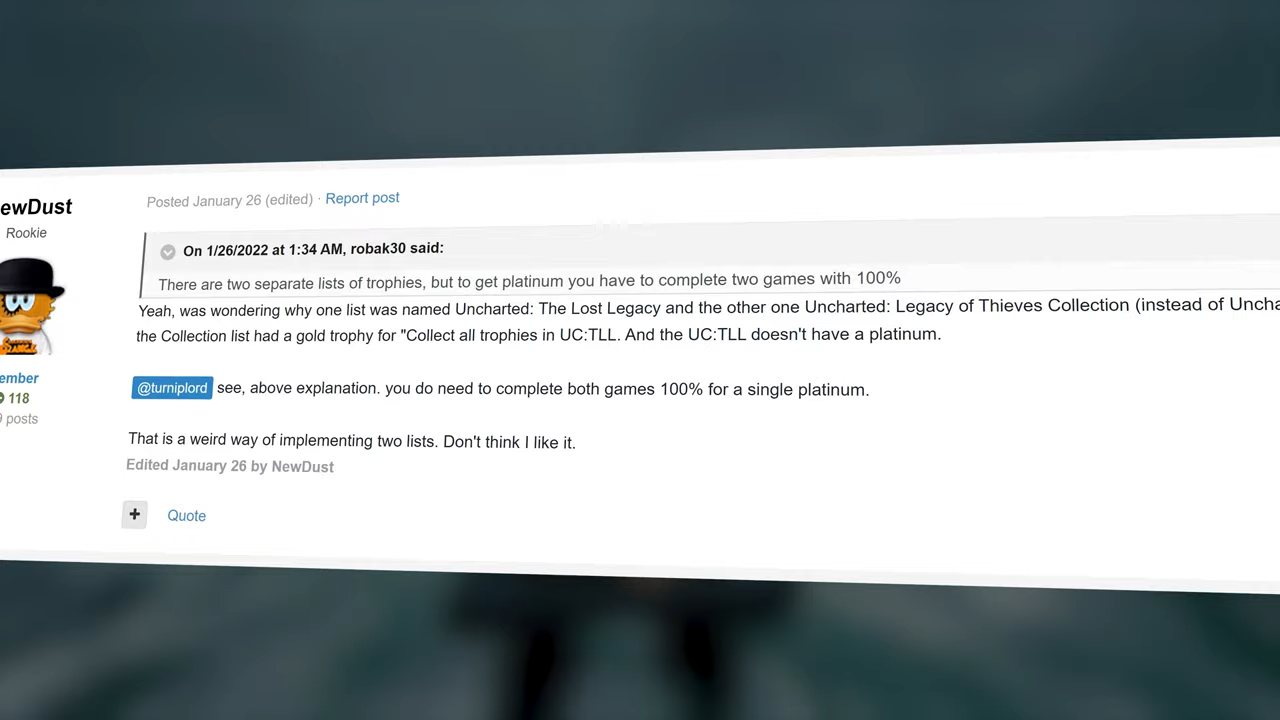 ewDust
Rookie
ember
118
posts
Posted January 26 (edited) · Report post
On 1/26/2022 at 1:34 AM, robak30 said:
There are two separate lists of trophies, but to get platinum you have to complete two games with 100%
Yeah, was wondering why one list was named Uncharted: The Lost Legacy and the other one Uncharted: Legacy of Thieves Collection (instead of Uncha
the Collection list had a gold trophy for "Collect all trophies in UC:TLL. And the UC:TLL doesn't have a platinum.
@turniplord see, above explanation. you do need to complete both games 100% for a single platinum.
That is a weird way of implementing two lists. Don't think I like it.
Edited January 26 by NewDust
+ Quote